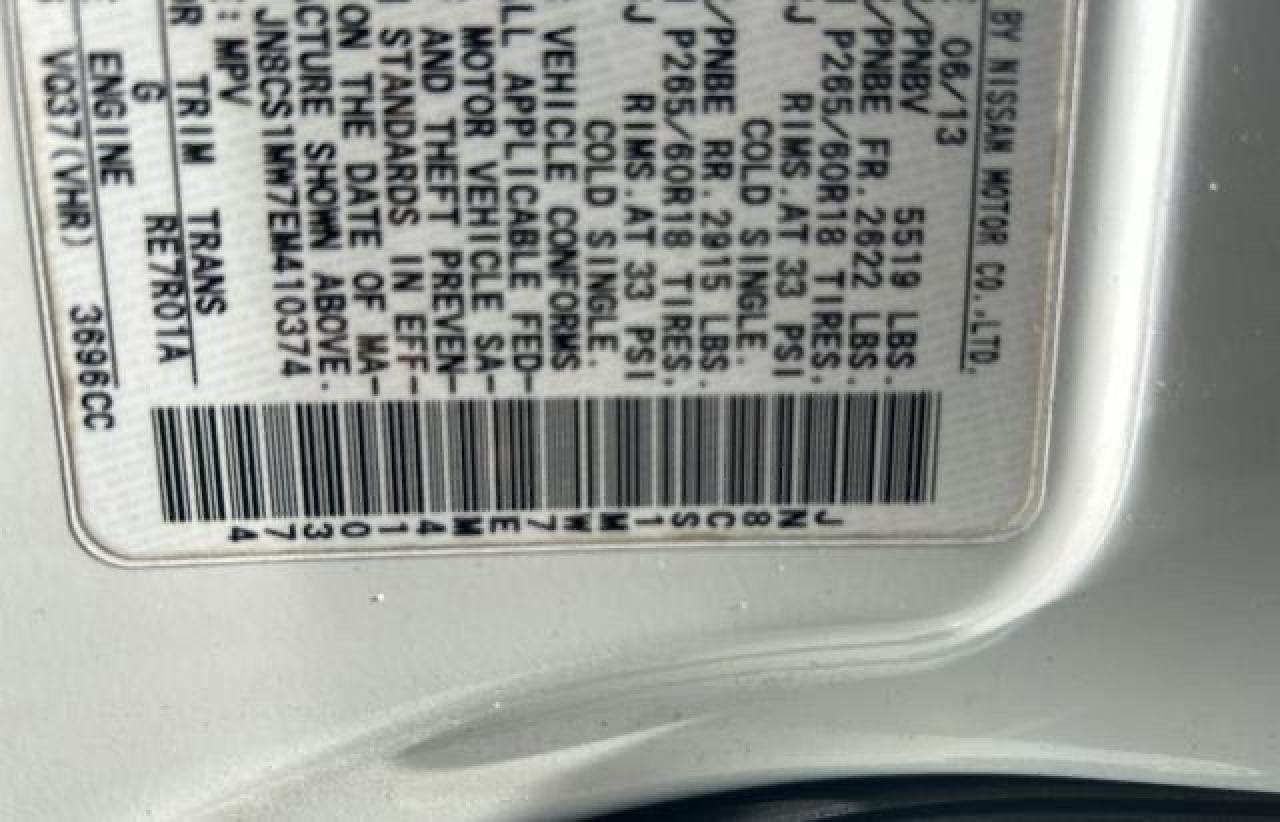 BY NISSAN MOTOR CO.,LTD.
06/13
/PNBV 5519 LBS.
/PNBE FR.2622 LBS.
P265/60R18 TIRES,
J RIMS.AT 33 PSI
COLD SINGLE.
/PNBE RR.2915 LBS.
P265/60R18 TIRES,
J RIMS.AT 33 PSI
COLD SINGLE.
VEHICLE CONFORMS
LL APPLICABLE FED-
MOTOR VEHICLE SA-
AND THEFT PREVEN-
STANDARDS IN EFF-
ON THE DATE OF MA-
CTURE SHOWN ABOVE.
JN8CS1MW7EM410374
: MPV
OR TRIM TRANS
G RE7R01A
ENGINE
VQ37(VHR) 3696CC
JN8CS1MW7EM410374